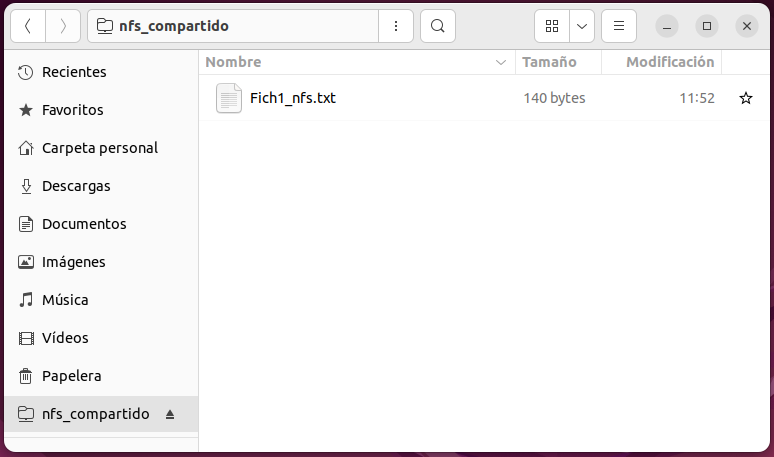 nfs_compartido
Nombre Tamaño Modificación
Fich1_nfs.txt 140 bytes 11:52
Recientes
Favoritos
Carpeta personal
Descargas
Documentos
Imágenes
Música
Vídeos
Papelera
nfs_compartido